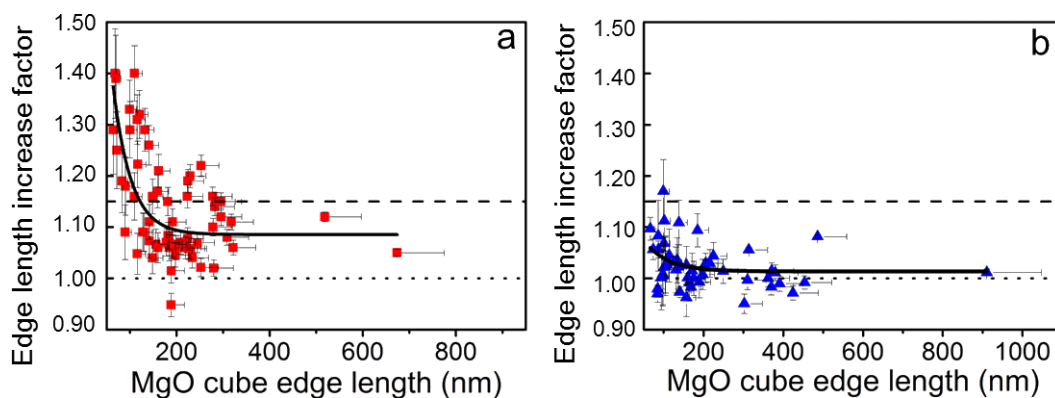 a
Edge length increase factor
1.50
1.40
1.30
1.20
1.10
1.00
0.90
200 400 600 800
MgO cube edge length (nm)
b
Edge length increase factor
1.50
1.40
1.30
1.20
1.10
1.00
0.90
200 400 600 800 1000
MgO cube edge length (nm)